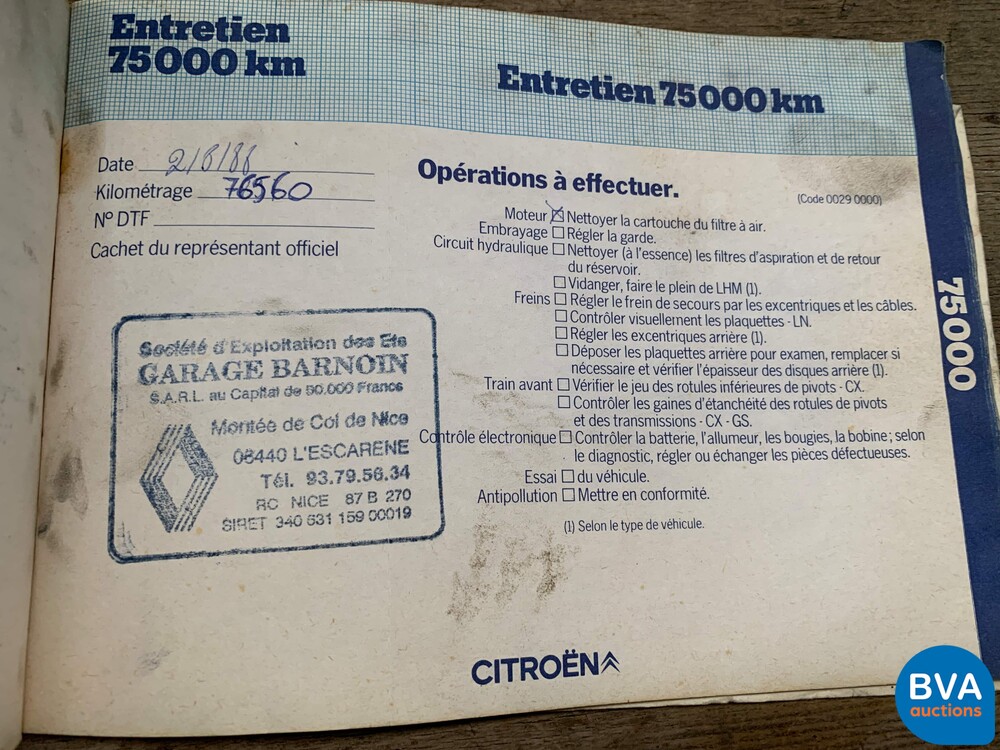 Entretien
75000 km
Entretien 75000 km
Date 2/6/88
Kilométrage 76560
N° DTF
Cachet du représentant officiel
Société d'Exploitation des Ets
GARAGE BARNOIN
S.A.R.L. au Capital de 50.000 Francs
Montée de Col de Nice
06440 L'ESCARENE
Tél. 93.79.56.34
RC NICE 87 B 270
SIRET 340 531 159 00019
Opérations à effectuer.
(Code 0029 0000)
Moteur ☒ Nettoyer la cartouche du filtre à air.
Embrayage ☐ Régler la garde.
Circuit hydraulique ☐ Nettoyer (à l'essence) les filtres d'aspiration et de retour
du réservoir.
☐ Vidanger, faire le plein de LHM (1).
Freins ☐ Régler le frein de secours par les excentriques et les câbles.
☐ Contrôler visuellement les plaquettes - LN.
☐ Régler les excentriques arrière (1).
☐ Déposer les plaquettes arrière pour examen, remplacer si
nécessaire et vérifier l'épaisseur des disques arrière (1).
Train avant ☐ Vérifier le jeu des rotules inférieures de pivots - CX.
☐ Contrôler les gaines d'étanchéité des rotules de pivots
et des transmissions - CX - GS.
Contrôle électronique ☐ Contrôler la batterie, l'allumeur, les bougies, la bobine ; selon
le diagnostic, régler ou échanger les pièces défectueuses.
Essai ☐ du véhicule.
Antipollution ☐ Mettre en conformité.
(1) Selon le type de véhicule.
CITROËN
75000
BVA
auctions